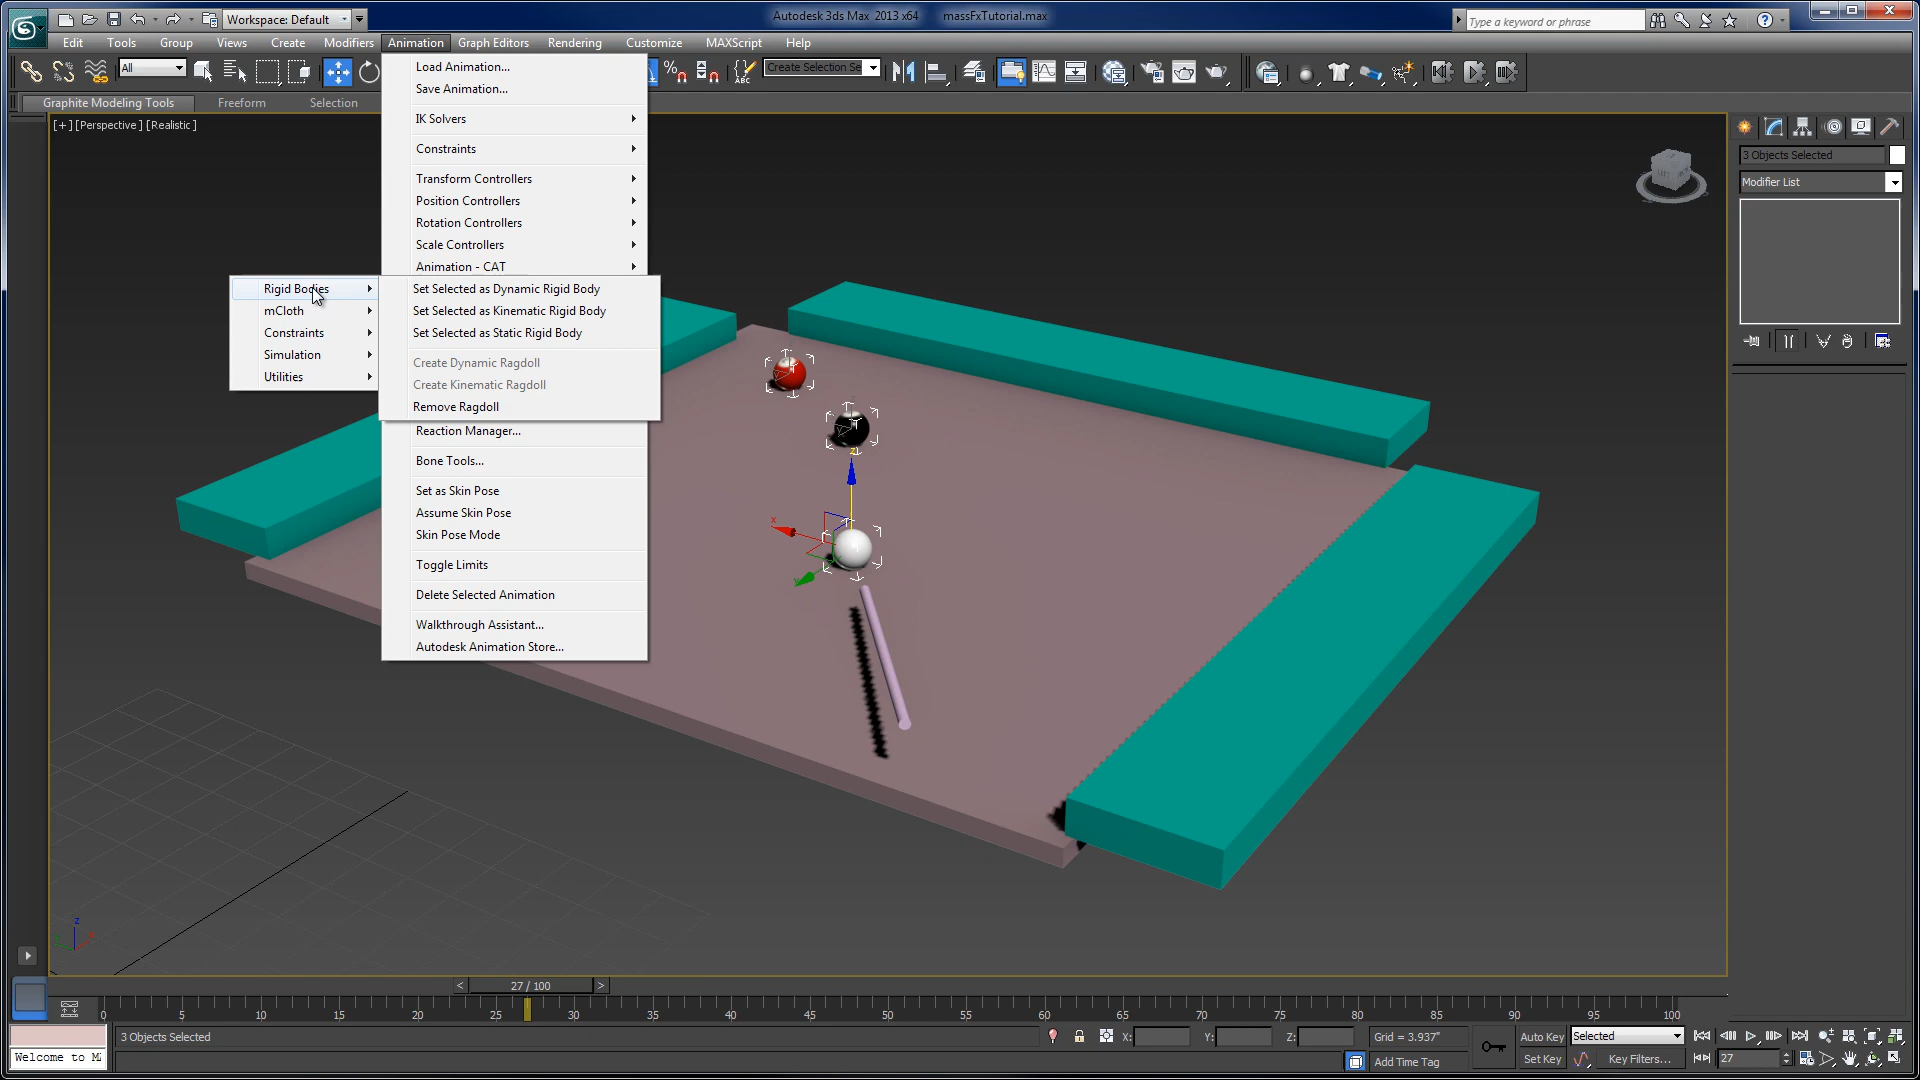 Workspace: Default
Autodesk 3ds Max 2013 x64 massFxTutorial.max
Type a keyword or phrase
Edit Tools Group Views Create Modifiers Animation Graph Editors Rendering Customize MAXScript Help
All
Create Selection Se
Graphite Modeling Tools Freeform Selection
[+] [Perspective] [Realistic]
Load Animation...
Save Animation...
IK Solvers
Constraints
Transform Controllers
Position Controllers
Rotation Controllers
Scale Controllers
Animation - CAT
Rigid Bodies
mCloth
Constraints
Simulation
Utilities
Set Selected as Dynamic Rigid Body
Set Selected as Kinematic Rigid Body
Set Selected as Static Rigid Body
Create Dynamic Ragdoll
Create Kinematic Ragdoll
Remove Ragdoll
Reaction Manager...
Bone Tools...
Set as Skin Pose
Assume Skin Pose
Skin Pose Mode
Toggle Limits
Delete Selected Animation
Walkthrough Assistant...
Autodesk Animation Store...
3 Objects Selected
Modifier List
x
z
x
< 27 / 100 >
0 5 10 15 20 25 30 35 40 45 50 55 60 65 70 75 80 85 90 95 100
3 Objects Selected
X: Y: Z: Grid = 3.937"
Auto Key Selected
Welcome to M
Add Time Tag
Set Key Key Filters... 27